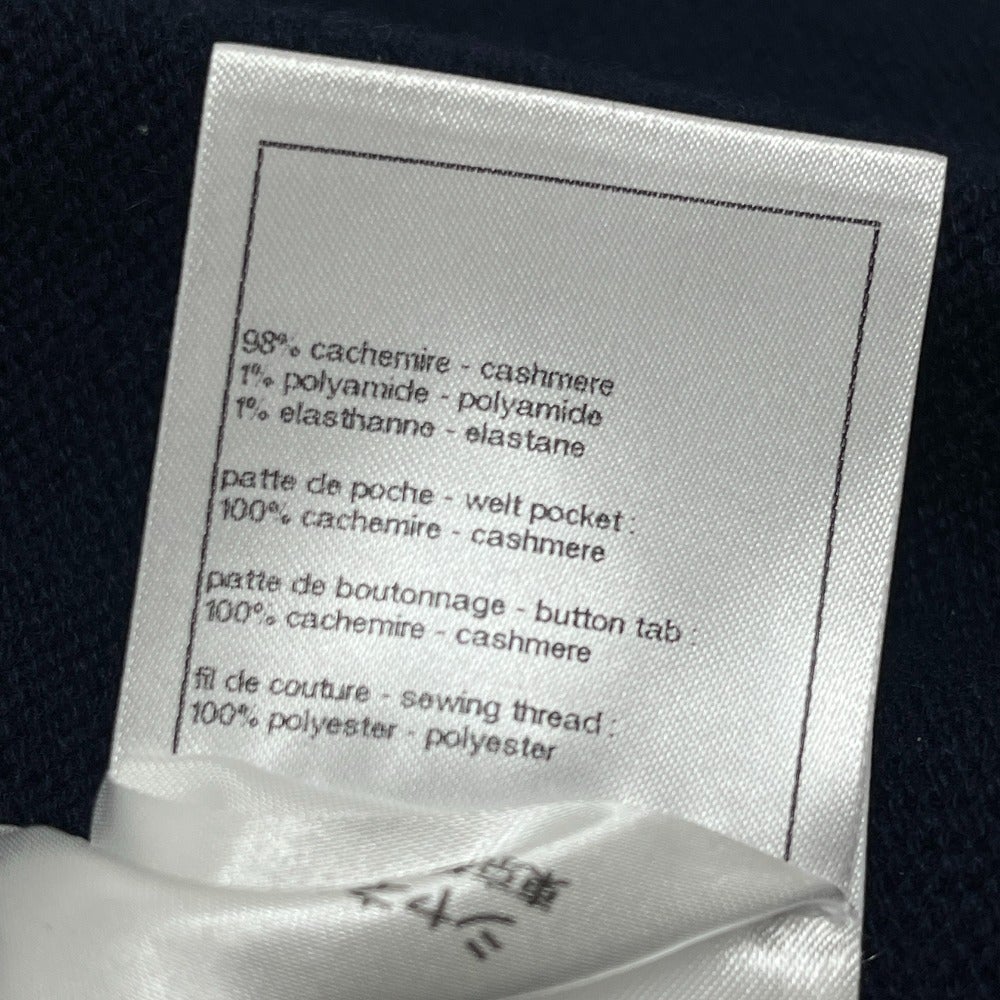 98% cachemire - cashmere
1% polyamide - polyamide
1% elasthanne - elastane
patte de poche - welt pocket :
100% cachemire - cashmere
patte de boutonnage - button tab :
100% cachemire - cashmere
fil de couture - sewing thread :
100% polyester - polyester